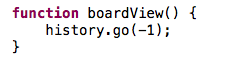 function boardView() {
    history.go(-1);
}